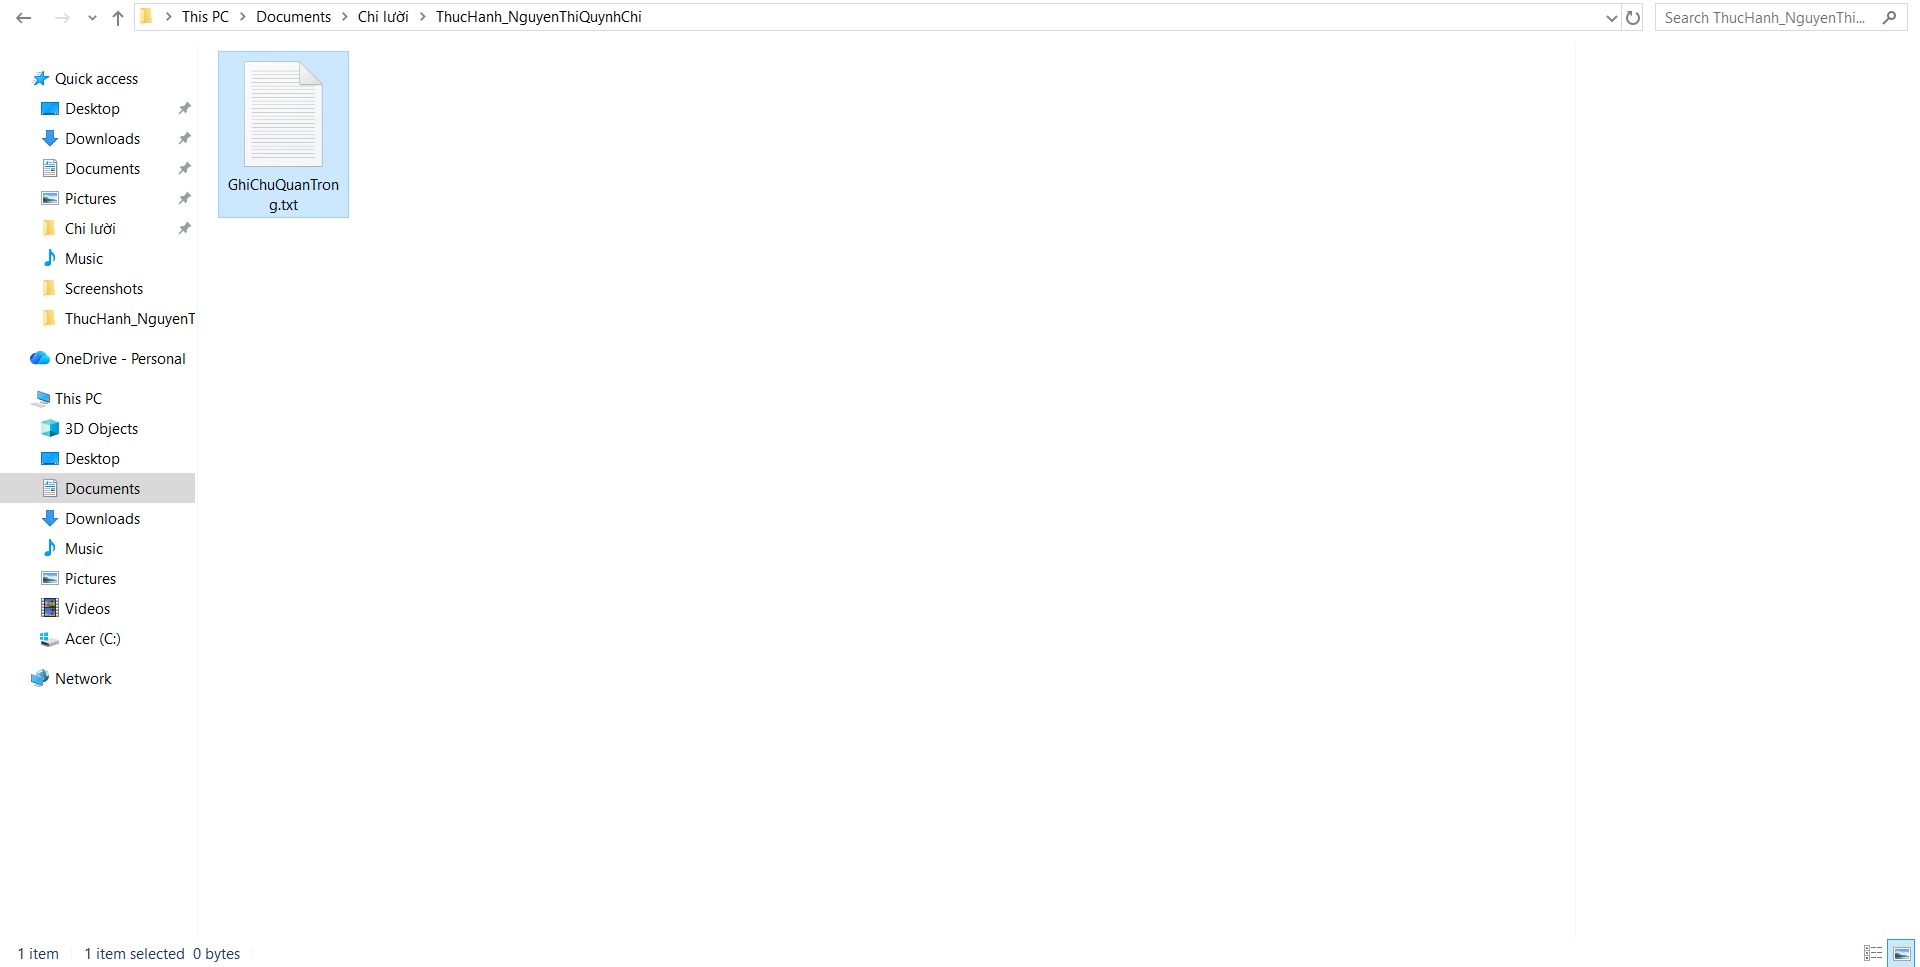 This PC > Documents > Chi lười > ThucHanh_NguyenThiQuynhChi
Search ThucHanh_NguyenThi...
Quick access
Desktop
Downloads
Documents
Pictures
Chi lười
Music
Screenshots
ThucHanh_NguyenT
OneDrive - Personal
This PC
3D Objects
Desktop
Documents
Downloads
Music
Pictures
Videos
Acer (C:)
Network
GhiChuQuanTron
g.txt
1 item
1 item selected 0 bytes